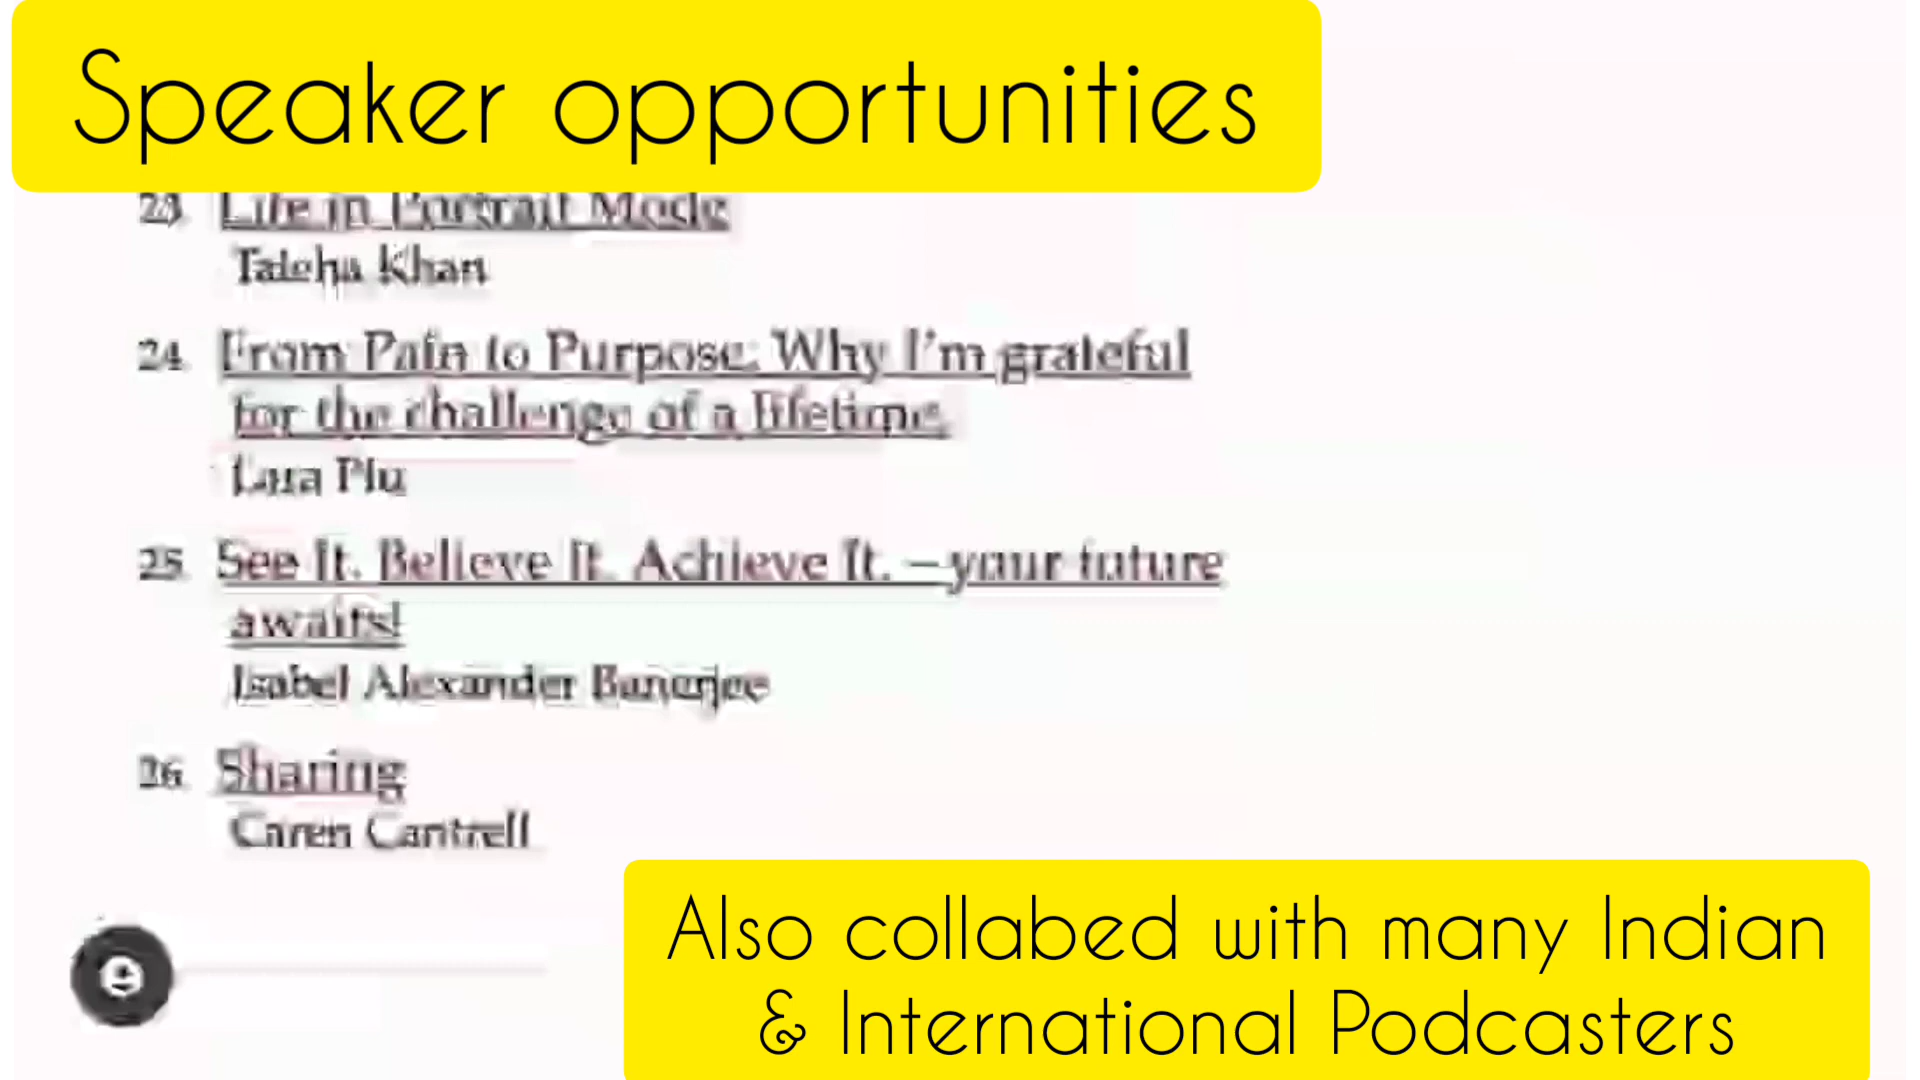 Speaker opportunities
23. Life in Portrait Mode
Taleha Khan
24. From Pain to Purpose: Why I'm grateful
for the challenge of a lifetime.
Lara Plu
25. See It. Believe It. Achieve It. – your future
awaits!
Isabel Alexander Banerjee
26. Sharing
Caren Cantrell
Also collabed with many Indian
& International Podcasters